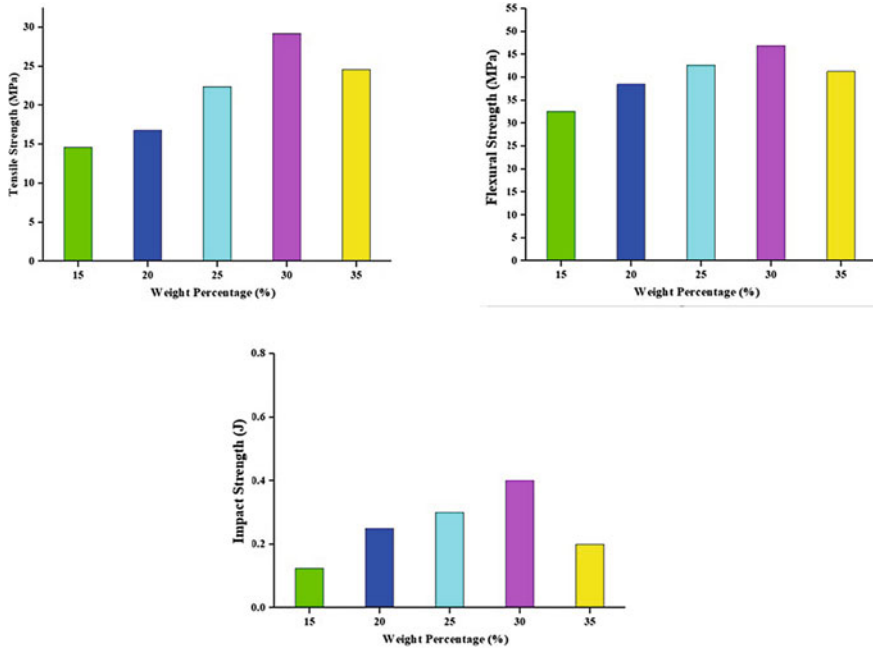 Tensile Strength (MPa)
30
25
20
15
10
5
0
15 20 25 30 35
Weight Percentage (%)
Flexural Strength (MPa)
55
50
45
40
35
30
25
20
15
10
5
0
15 20 25 30 35
Weight Percentage (%)
Impact Strength (J)
0.8
0.6
0.4
0.2
0.0
15 20 25 30 35
Weight Percentage (%)